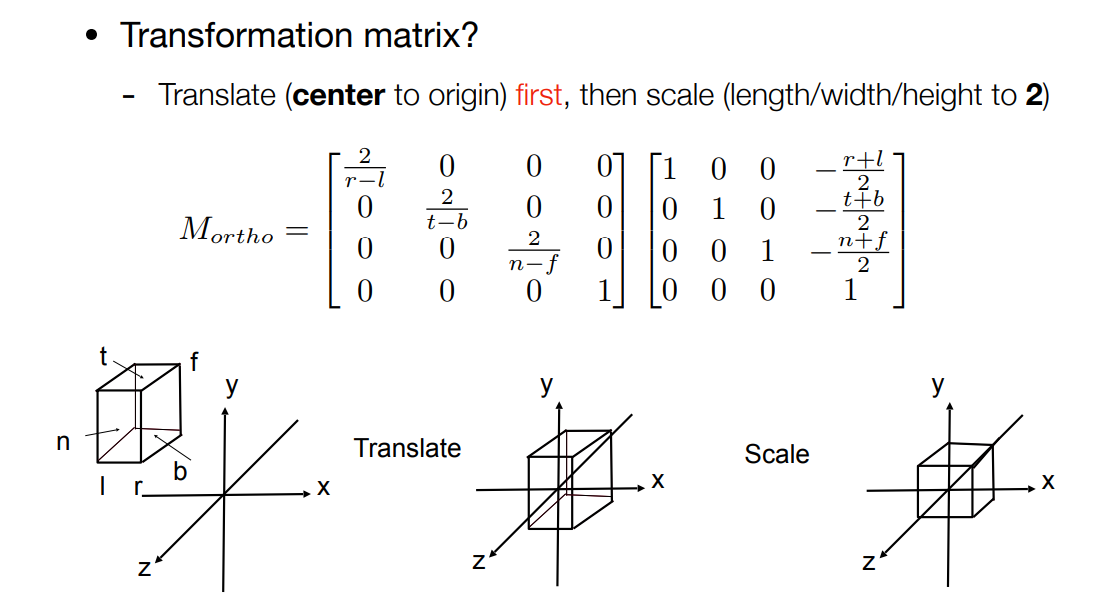 • Transformation matrix?
- Translate (center to origin) first, then scale (length/width/height to 2)
M_{ortho} = \begin{bmatrix} \frac{2}{r-l} & 0 & 0 & 0 \\ 0 & \frac{2}{t-b} & 0 & 0 \\ 0 & 0 & \frac{2}{n-f} & 0 \\ 0 & 0 & 0 & 1 \end{bmatrix} \begin{bmatrix} 1 & 0 & 0 & -\frac{r+l}{2} \\ 0 & 1 & 0 & -\frac{t+b}{2} \\ 0 & 0 & 1 & -\frac{n+f}{2} \\ 0 & 0 & 0 & 1 \end{bmatrix}
t
f
n
b
l
r
y
x
z
Translate
y
x
z
Scale
y
x
z